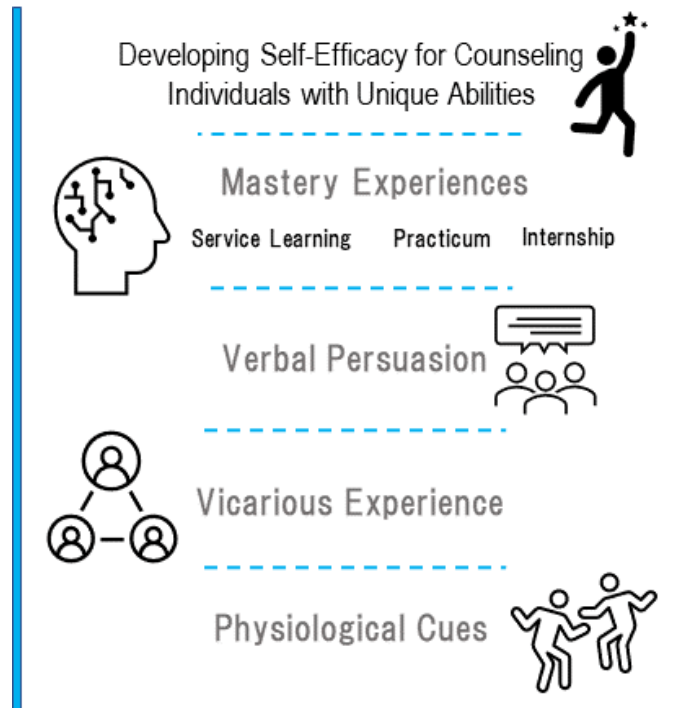 Developing Self-Efficacy for Counseling
Individuals with Unique Abilities
Mastery Experiences
Service Learning Practicum Internship
Verbal Persuasion
Vicarious Experience
Physiological Cues